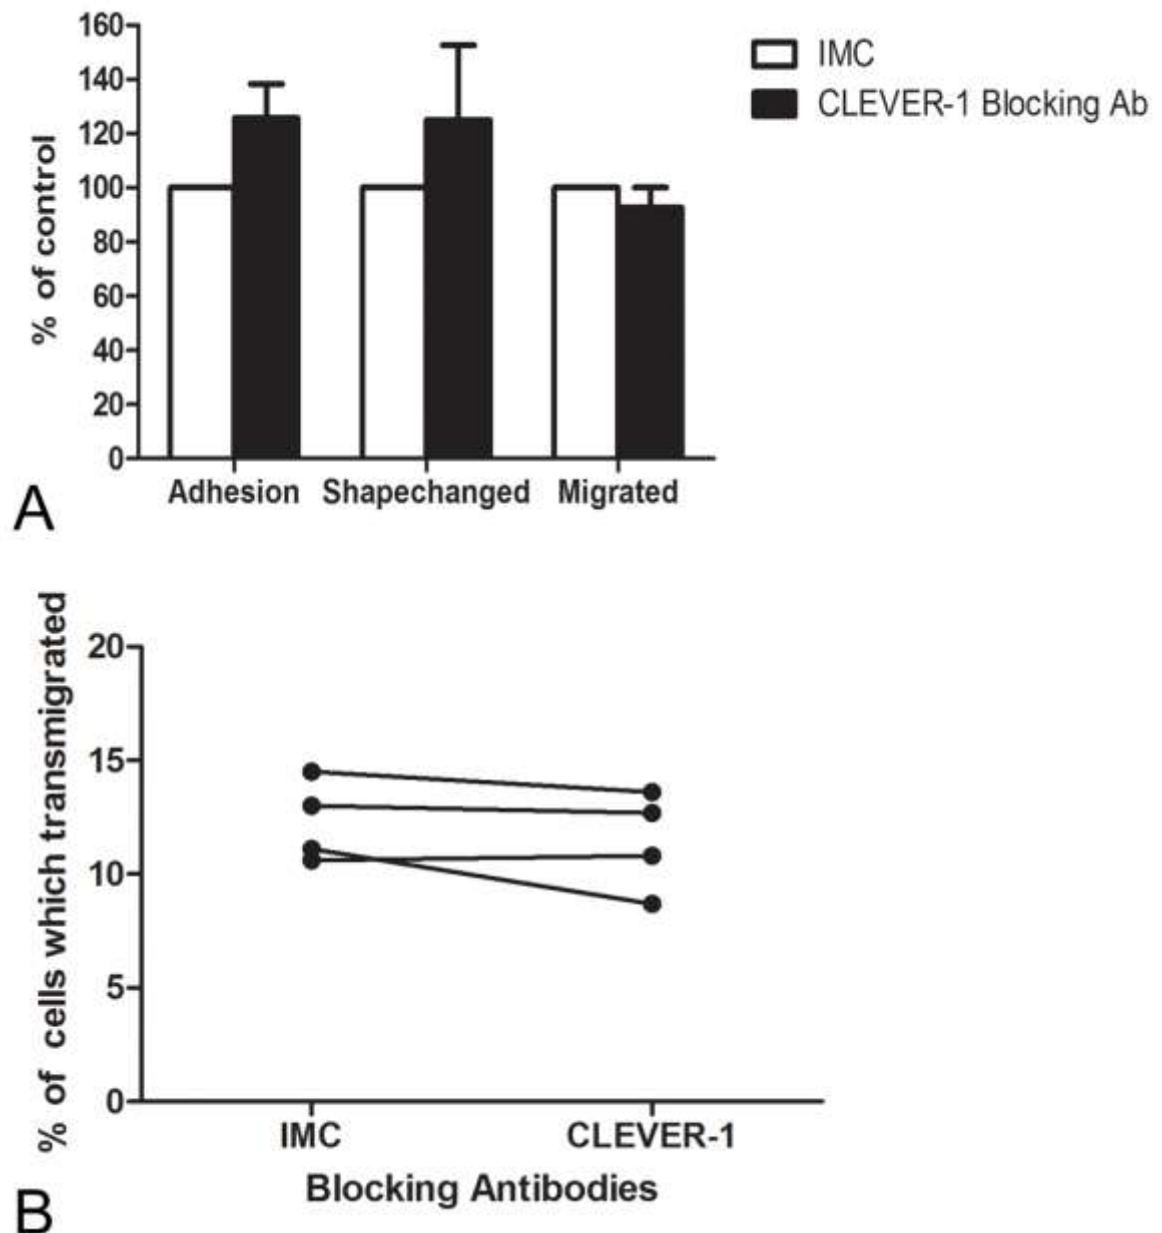 160
140
120
100
80
60
40
20
0
% of control
IMC
CLEVER-1 Blocking Ab
Adhesion Shapechanged Migrated
A
% of cells which transmigrated
20
15
10
5
0
IMC CLEVER-1
Blocking Antibodies
B